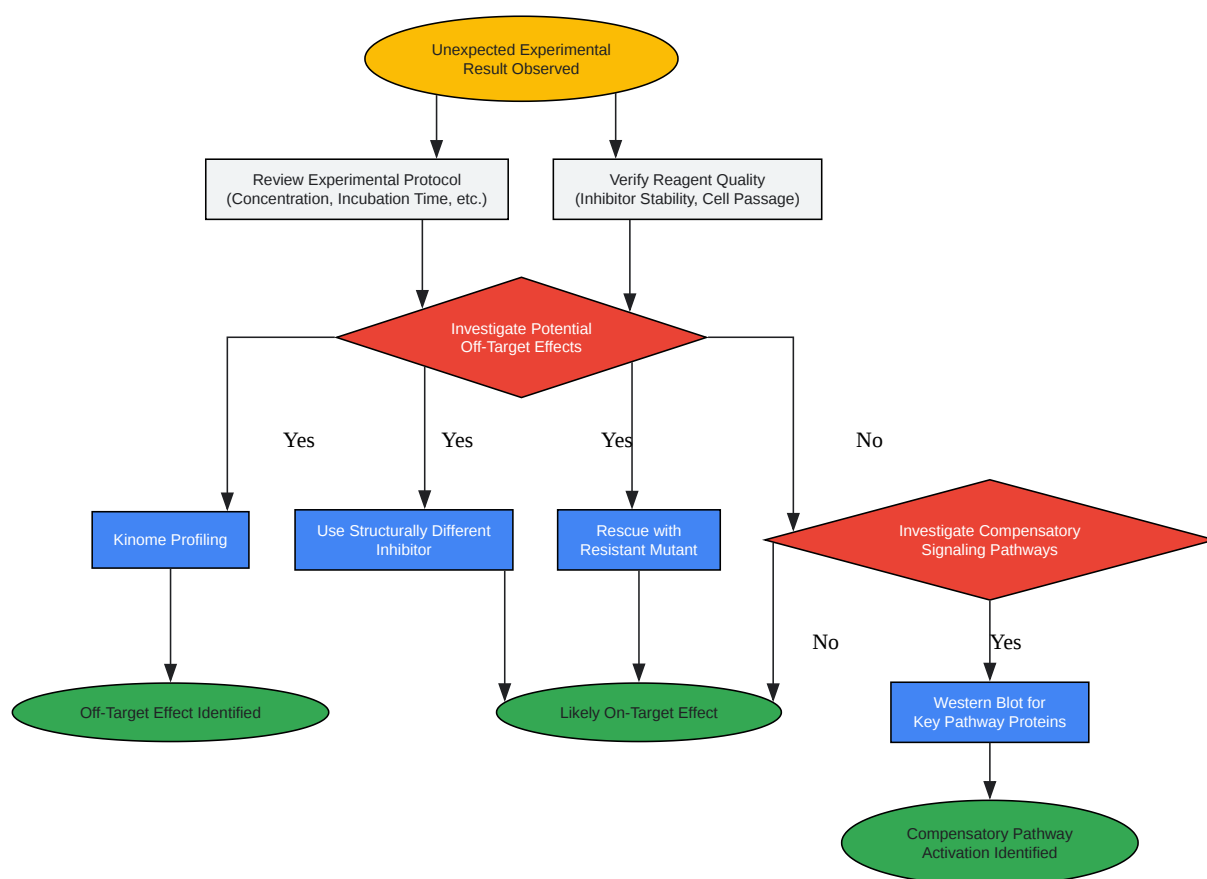 Unexpected Experimental
Result Observed
Review Experimental Protocol
(Concentration, Incubation Time, etc.)
Verify Reagent Quality
(Inhibitor Stability, Cell Passage)
Investigate Potential
Off-Target Effects
Yes
Yes
Yes
No
Kinome Profiling
Use Structurally Different
Inhibitor
Rescue with
Resistant Mutant
Investigate Compensatory
Signaling Pathways
No
Yes
Off-Target Effect Identified
Likely On-Target Effect
Western Blot for
Key Pathway Proteins
Compensatory Pathway
Activation Identified